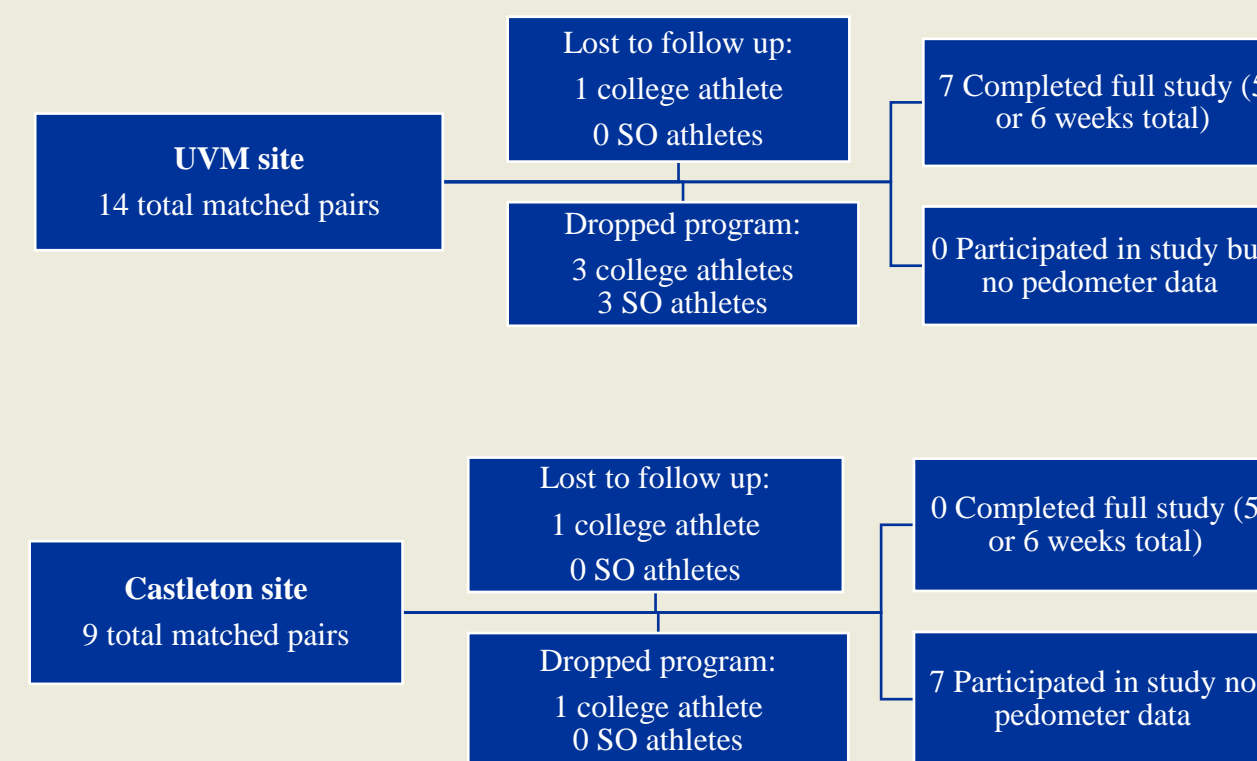 UVM site
14 total matched pairs
Lost to follow up:
1 college athlete
0 SO athletes
Dropped program:
3 college athletes
3 SO athletes
7 Completed full study (5
or 6 weeks total)
0 Participated in study bu
no pedometer data
Castleton site
9 total matched pairs
Lost to follow up:
1 college athlete
0 SO athletes
Dropped program:
1 college athlete
0 SO athletes
0 Completed full study (5
or 6 weeks total)
7 Participated in study no
pedometer data